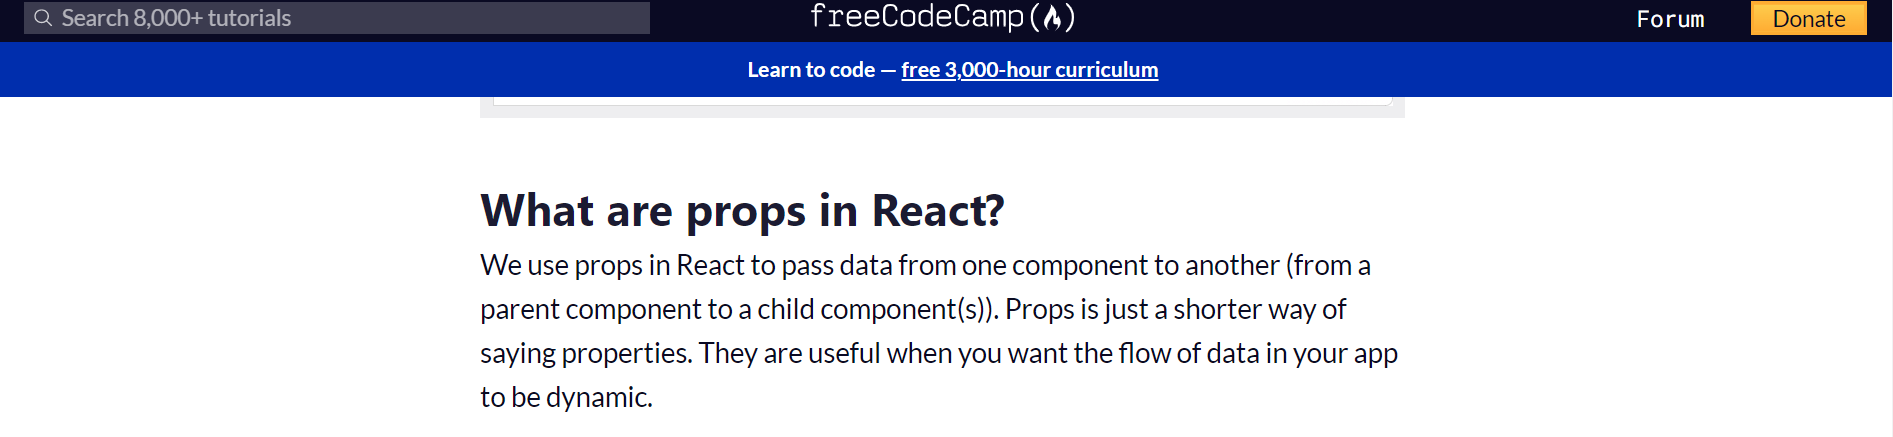 Search 8,000+ tutorials
freeCodeCamp(🔥)
Forum
Donate
Learn to code — free 3,000-hour curriculum
What are props in React?
We use props in React to pass data from one component to another (from a
parent component to a child component(s)). Props is just a shorter way of
saying properties. They are useful when you want the flow of data in your app
to be dynamic.